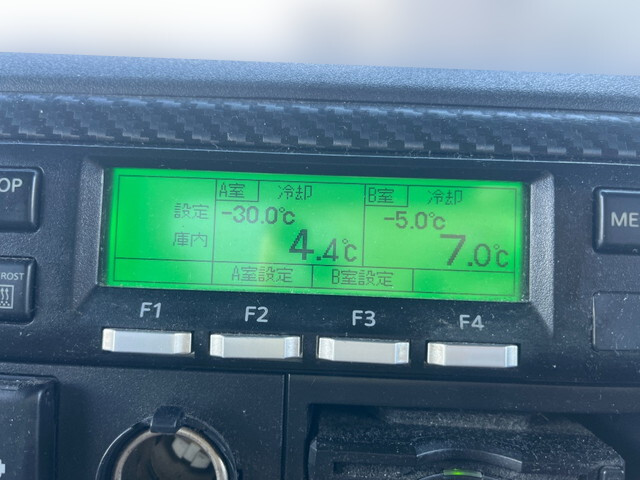 OP
A室 冷却 B室 冷却
設定 -30.0℃ -5.0℃
庫内 4.4℃ 7.0℃
A室設定 B室設定
ME
ROST
F1 F2 F3 F4